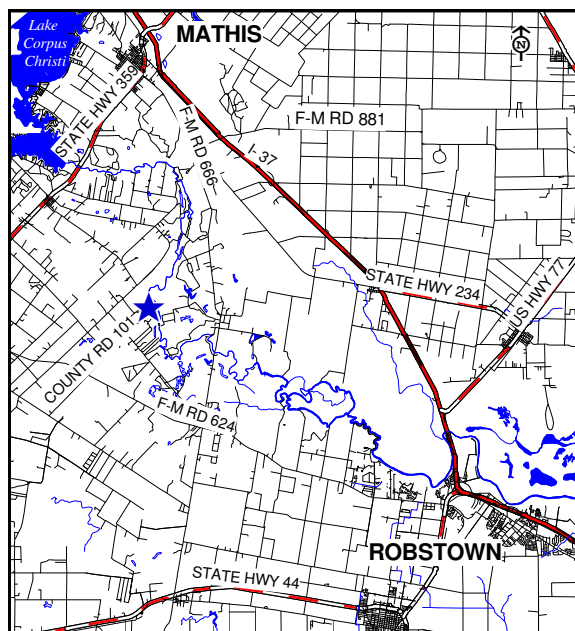 MATHIS
Lake
Corpus
Christi
N
STATE HWY 359
F-M RD 881
F-M RD 666
I- 37
STATE HWY 234
US HWY 77
COUNTY RD 101
F-M RD 624
ROBSTOWN
STATE HWY 44